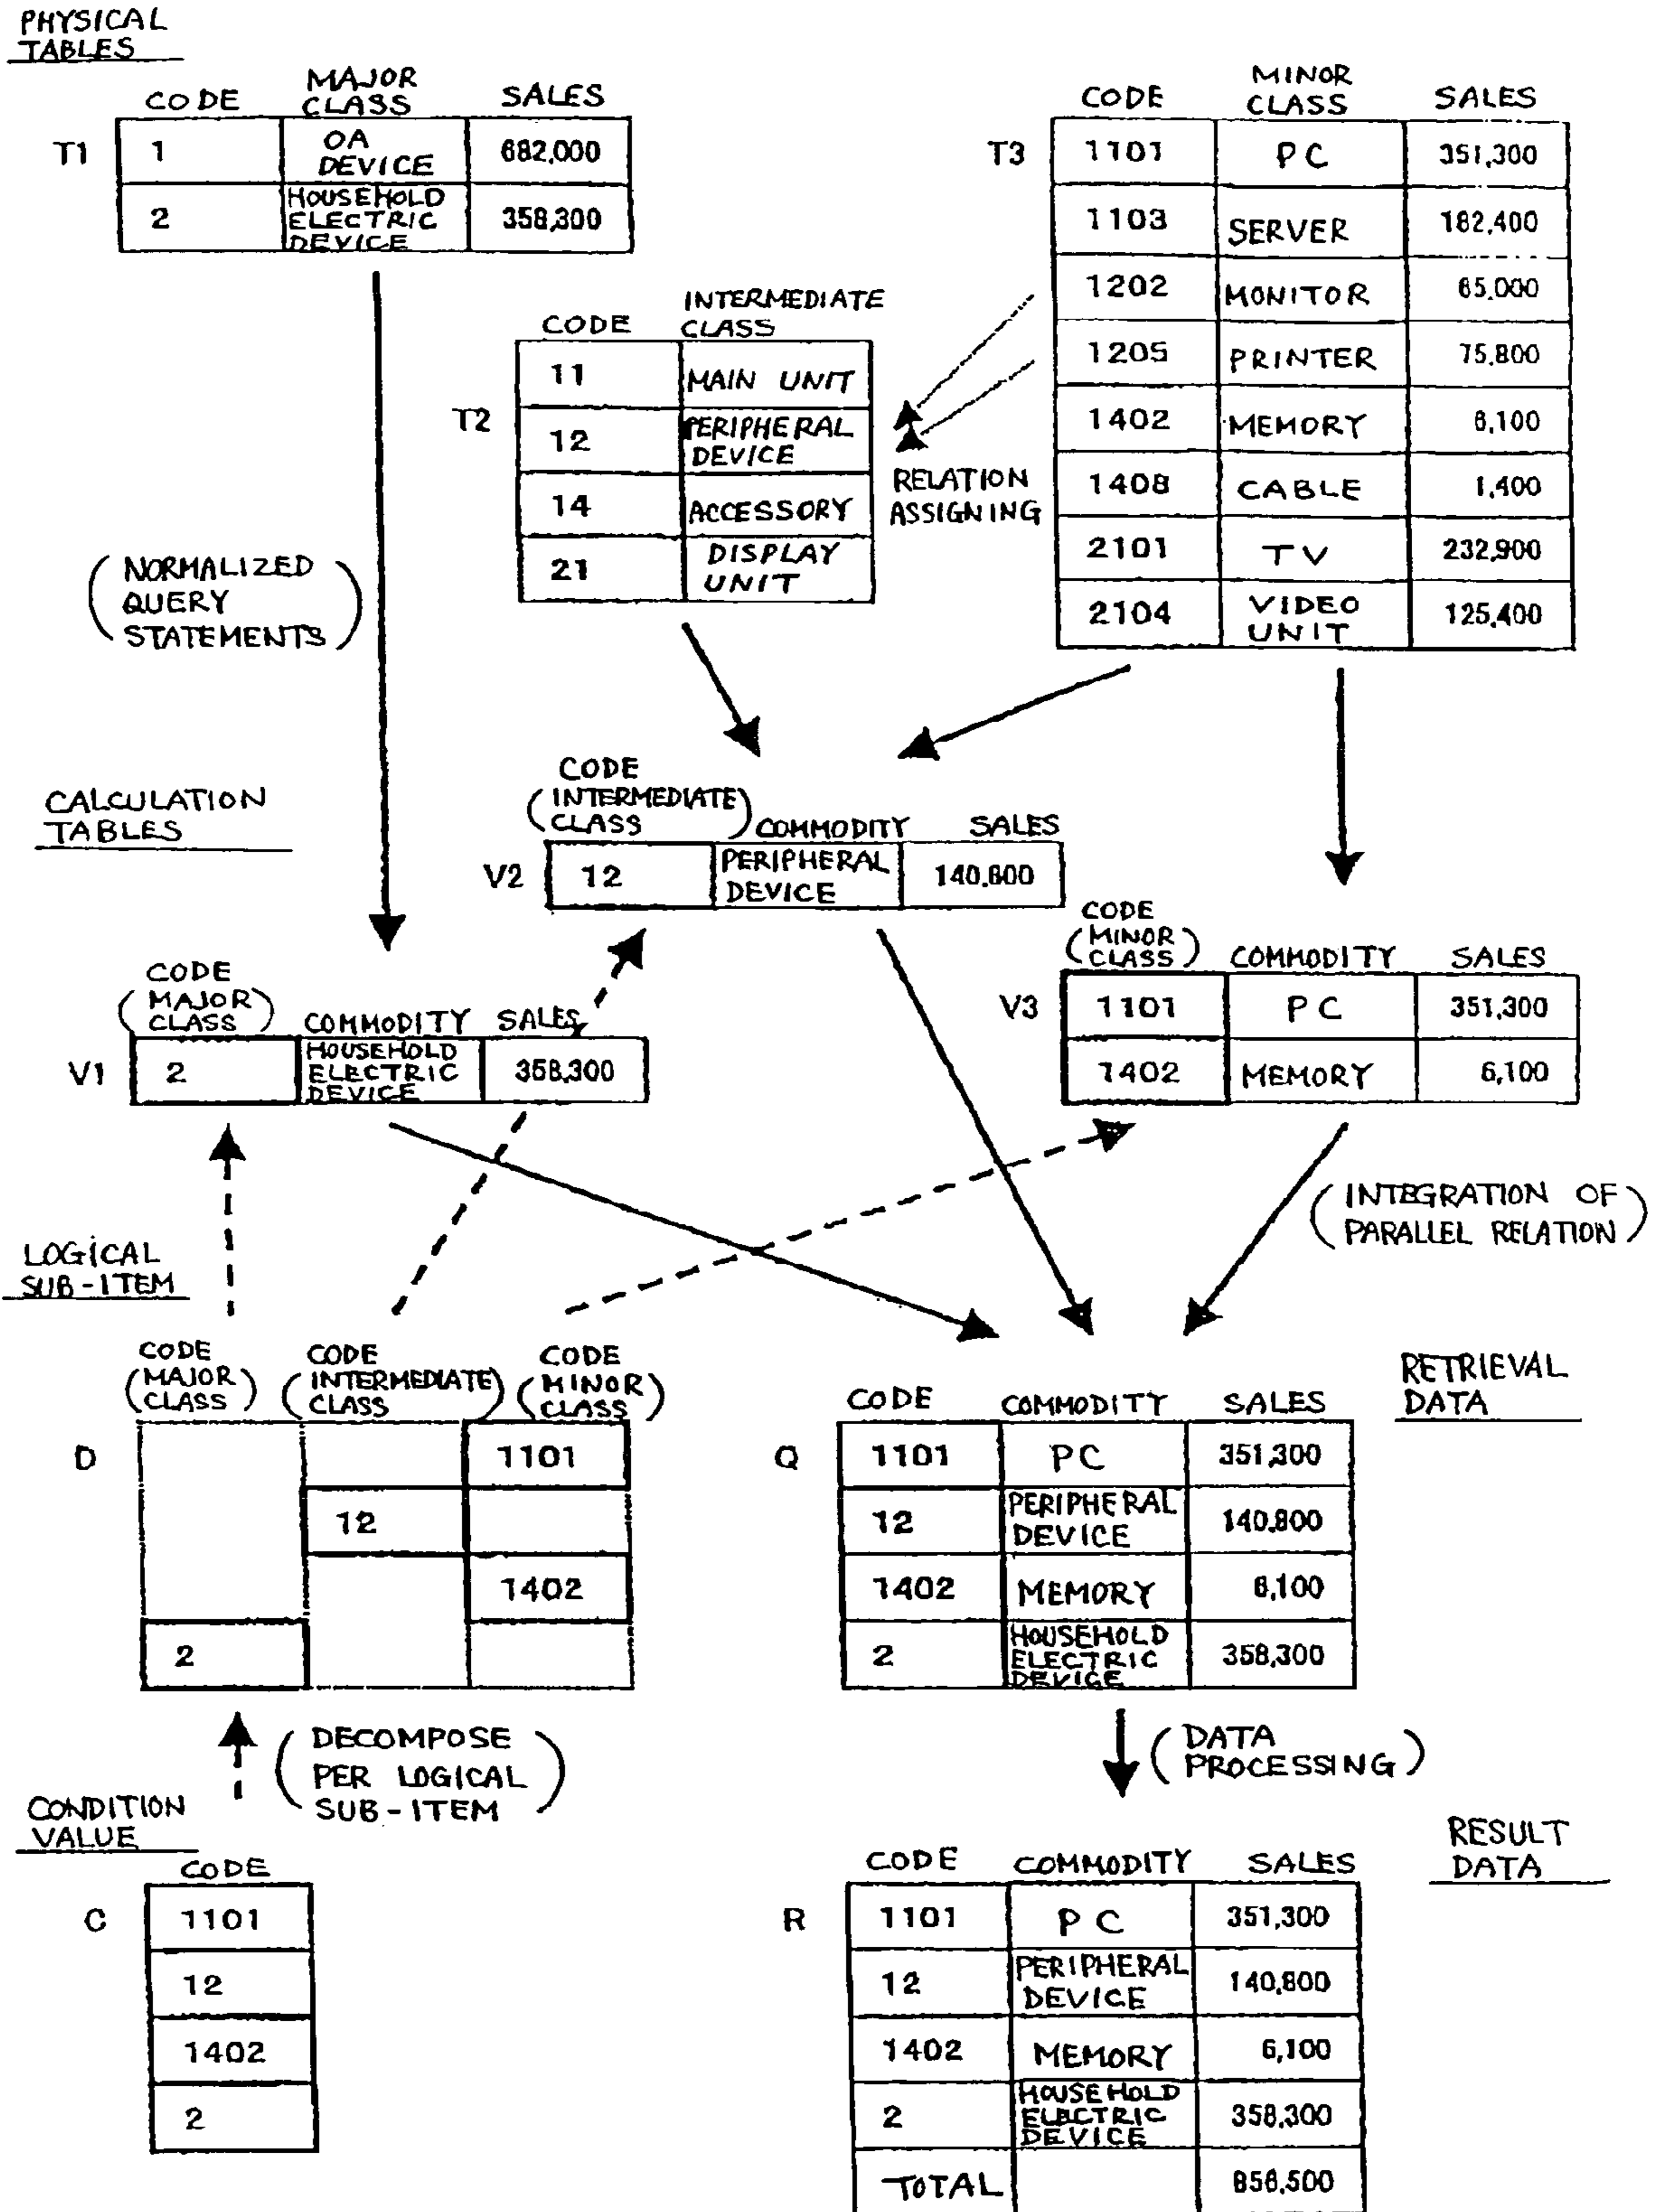 PHYSICAL
TABLES
CODE MAJOR CLASS SALES
T1
1 OA DEVICE 682,000
2 HOUSEHOLD ELECTRIC DEVICE 358,300
CODE MINOR CLASS SALES
T3
1101 PC 351,300
1103 SERVER 182,400
1202 MONITOR 65,000
1205 PRINTER 75,800
1402 MEMORY 6,100
1408 CABLE 1,400
2101 TV 232,900
2104 VIDEO UNIT 125,400
CODE INTERMEDIATE CLASS
T2
11 MAIN UNIT
12 PERIPHERAL DEVICE
14 ACCESSORY
21 DISPLAY UNIT
RELATION
ASSIGNING
(NORMALIZED
QUERY
STATEMENTS)
CALCULATION
TABLES
CODE (INTERMEDIATE CLASS) COMMODITY SALES
V2
12 PERIPHERAL DEVICE 140,800
CODE (MAJOR CLASS) COMMODITY SALES
V1
2 HOUSEHOLD ELECTRIC DEVICE 358,300
CODE (MINOR CLASS) COMMODITY SALES
V3
1101 PC 351,300
1402 MEMORY 6,100
(INTEGRATION OF
PARALLEL RELATION)
LOGICAL
SUB-ITEM
CODE (MAJOR CLASS) CODE (INTERMEDIATE CLASS) CODE (MINOR CLASS)
D
1101
12
1402
2
RETRIEVAL
DATA
CODE COMMODITY SALES
Q
1101 PC 351,300
12 PERIPHERAL DEVICE 140,800
1402 MEMORY 6,100
2 HOUSEHOLD ELECTRIC DEVICE 358,300
(DECOMPOSE
PER LOGICAL
SUB-ITEM)
(DATA
PROCESSING)
CONDITION
VALUE
CODE
C
1101
12
1402
2
RESULT
DATA
CODE COMMODITY SALES
R
1101 PC 351,300
12 PERIPHERAL DEVICE 140,800
1402 MEMORY 6,100
2 HOUSEHOLD ELECTRIC DEVICE 358,300
TOTAL 856,500